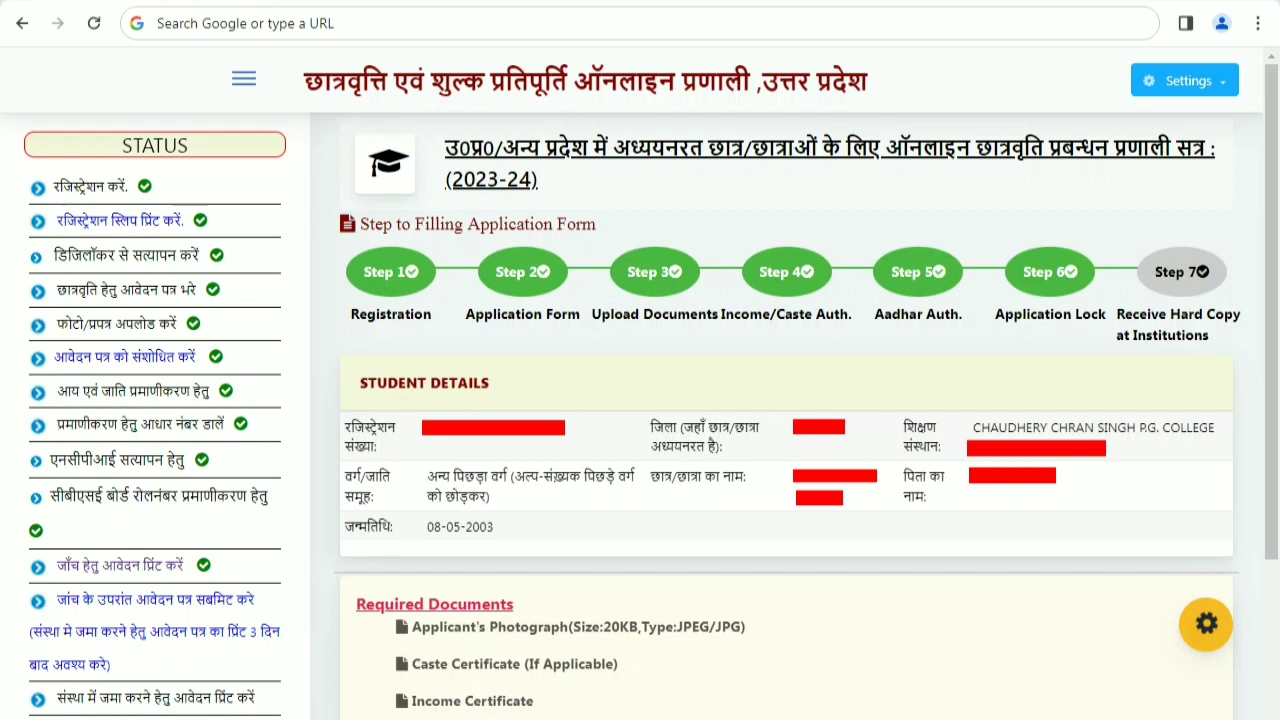 Search Google or type a URL
छात्रवृत्ति एवं शुल्क प्रतिपूर्ति ऑनलाइन प्रणाली ,उत्तर प्रदेश
Settings
STATUS
रजिस्ट्रेशन करें.
रजिस्ट्रेशन स्लिप प्रिंट करें.
डिजिलॉकर से सत्यापन करें
छात्रवृति हेतु आवेदन पत्र भरे
फोटो/प्रपत्र अपलोड करें
आवेदन पत्र को संशोधित करें
आय एवं जाति प्रमाणीकरण हेतु
प्रमाणीकरण हेतु आधार नंबर डालें
एनसीपीआई सत्यापन हेतु
सीबीएसई बोर्ड रोलनंबर प्रमाणीकरण हेतु
जाँच हेतु आवेदन प्रिंट करें
जांच के उपरांत आवेदन पत्र सबमिट करे
(संस्था मे जमा करने हेतु आवेदन पत्र का प्रिंट 3 दिन
बाद अवश्य करे)
संस्था में जमा करने हेतु आवेदन प्रिंट करें
उ0प्र0/अन्य प्रदेश में अध्ययनरत छात्र/छात्राओं के लिए ऑनलाइन छात्रवृति प्रबन्धन प्रणाली सत्र :
(2023-24)
Step to Filling Application Form
Step 1 Step 2 Step 3 Step 4 Step 5 Step 6 Step 7
Registration Application Form Upload Documents Income/Caste Auth. Aadhar Auth. Application Lock Receive Hard Copy
at Institutions
STUDENT DETAILS
रजिस्ट्रेशन जिला (जहाँ छात्र/छात्रा शिक्षण CHAUDHERY CHRAN SINGH P.G. COLLEGE
संख्या: अध्ययनरत है): संस्थान:
वर्ग/जाति अन्य पिछड़ा वर्ग (अल्प-संख़्यक पिछड़े वर्ग छात्र/छात्रा का नाम: पिता का
समूह: को छोड़कर) नाम:
जन्मतिथि: 08-05-2003
Required Documents
Applicant's Photograph(Size:20KB,Type:JPEG/JPG)
Caste Certificate (If Applicable)
Income Certificate